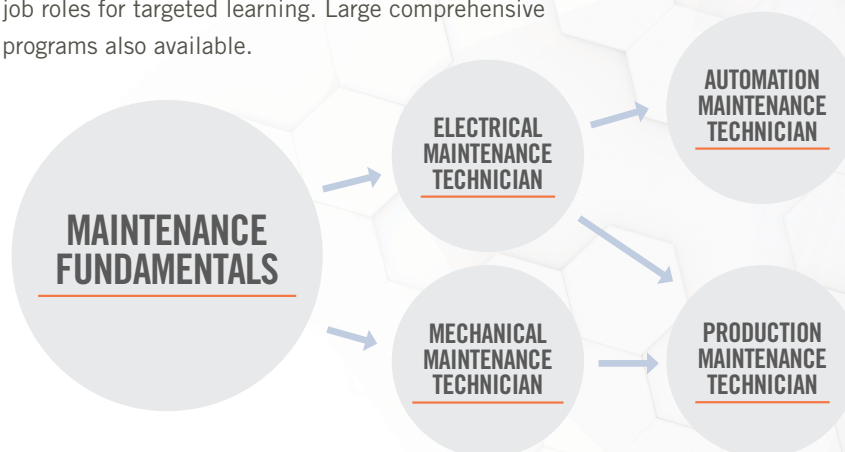 job roles for targeted learning. Large comprehensive
programs also available.
MAINTENANCE
FUNDAMENTALS
ELECTRICAL
MAINTENANCE
TECHNICIAN
MECHANICAL
MAINTENANCE
TECHNICIAN
AUTOMATION
MAINTENANCE
TECHNICIAN
PRODUCTION
MAINTENANCE
TECHNICIAN